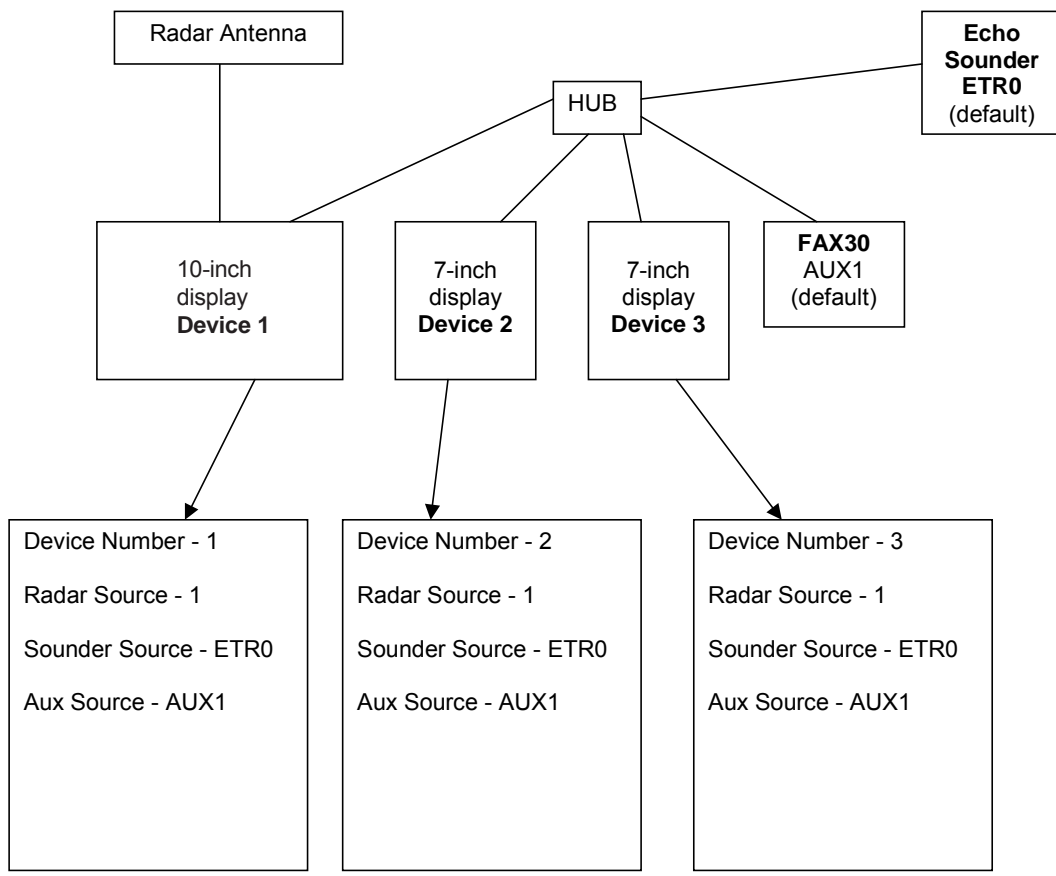 Radar Antenna
Echo
Sounder
ETR0
(default)
HUB
10-inch
display
Device 1
7-inch
display
Device 2
7-inch
display
Device 3
FAX30
AUX1
(default)
Device Number - 1
Radar Source - 1
Sounder Source - ETR0
Aux Source - AUX1
Device Number - 2
Radar Source - 1
Sounder Source - ETR0
Aux Source - AUX1
Device Number - 3
Radar Source - 1
Sounder Source - ETR0
Aux Source - AUX1